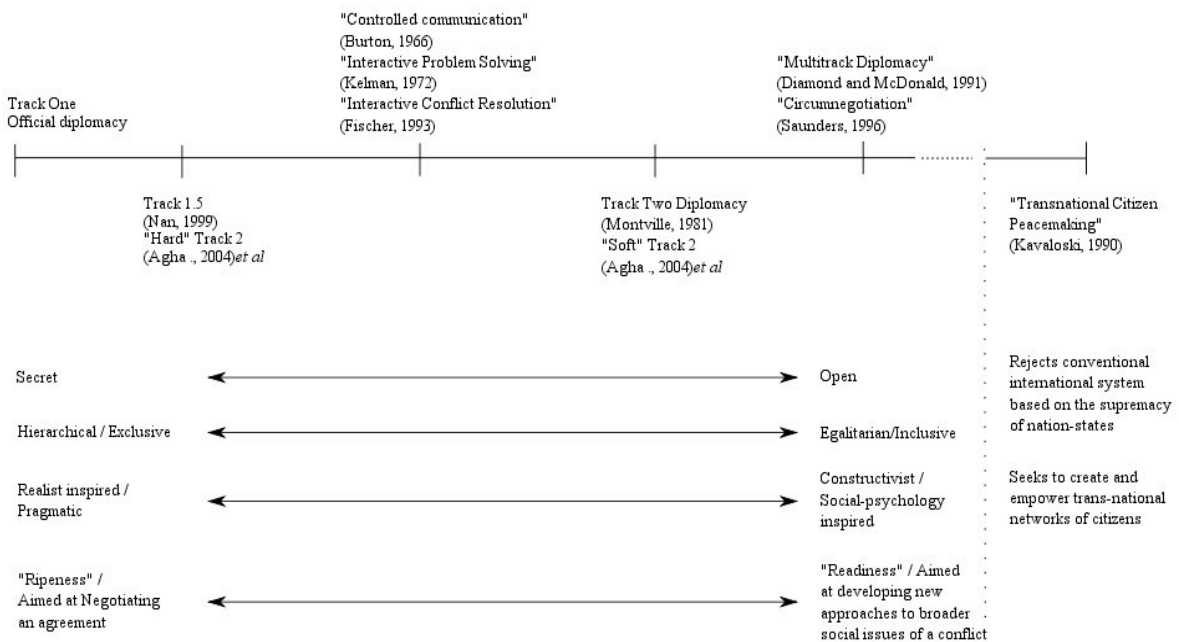 "Controlled communication"
(Burton, 1966)
"Interactive Problem Solving"
(Kelman, 1972)
"Interactive Conflict Resolution"
(Fischer, 1993)
"Multitrack Diplomacy"
(Diamond and McDonald, 1991)
"Circumnegotiation"
(Saunders, 1996)
Track One
Official diplomacy
Track 1.5
(Nan, 1999)
"Hard" Track 2
(Agha ., 2004)et al
Track Two Diplomacy
(Montville, 1981)
"Soft" Track 2
(Agha ., 2004)et al
"Transnational Citizen
Peacemaking"
(Kavaloski, 1990)
Secret
Open
Hierarchical / Exclusive
Egalitarian/Inclusive
Realist inspired /
Pragmatic
Constructivist /
Social-psychology
inspired
"Ripeness" /
Aimed at Negotiating
an agreement
"Readiness" / Aimed
at developing new
approaches to broader
social issues of a conflict
Rejects conventional
international system
based on the supremacy
of nation-states
Seeks to create and
empower trans-national
networks of citizens